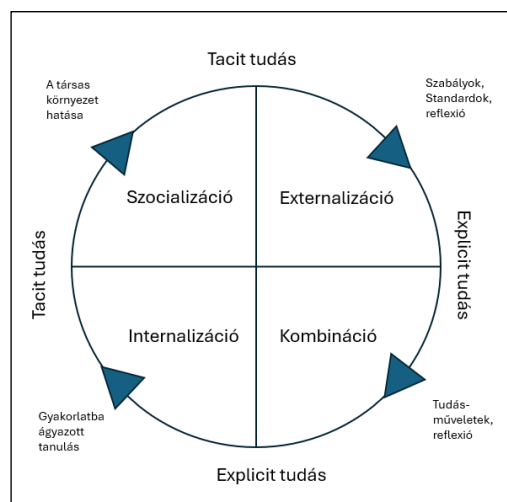 Tacit tudás
A társas
környezet
hatása
Szabályok,
Standardok,
reflexió
Szocializáció
Externalizáció
Tacit tudás
Explicit tudás
Internalizáció
Kombináció
Gyakorlatba
ágyazott
tanulás
Tudás-
műveletek,
reflexió
Explicit tudás